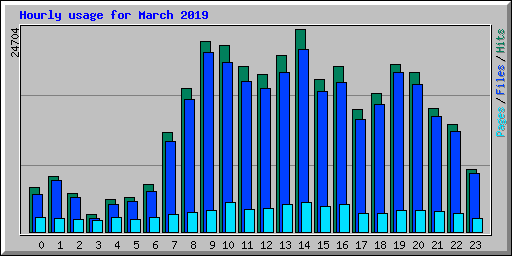 Hourly usage for March 2019
24704
Pages/Files/Hits
0 1 2 3 4 5 6 7 8 9 10 11 12 13 14 15 16 17 18 19 20 21 22 23